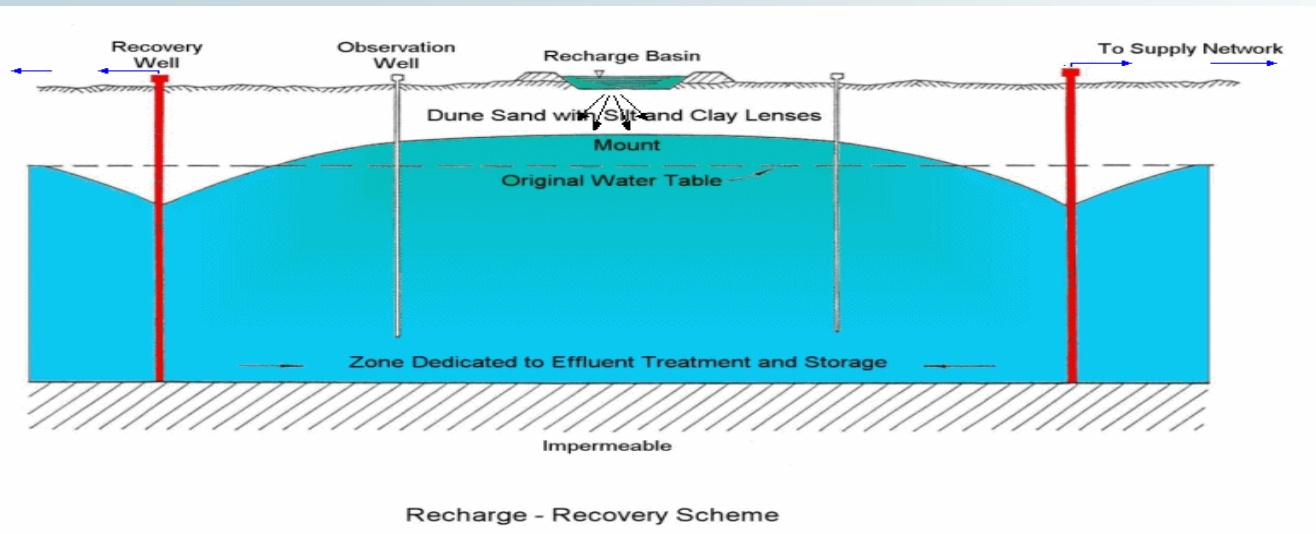 Recovery
Well
Observation
Well
Recharge Basin
To Supply Network
Dune Sand with Silt and Clay Lenses
Mount
Original Water Table
Zone Dedicated to Effluent Treatment and Storage
Impermeable
Recharge - Recovery Scheme